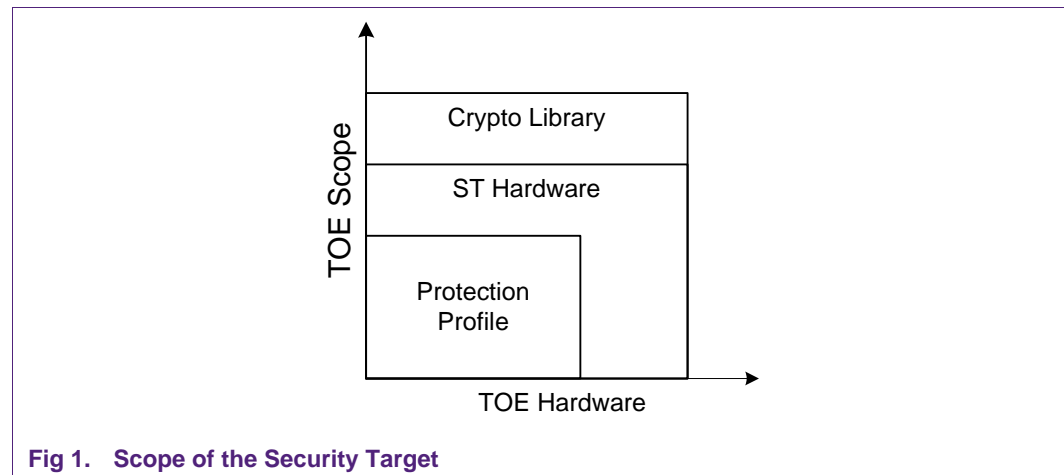 TOE Scope
Crypto Library
ST Hardware
Protection
Profile
TOE Hardware
Fig 1. Scope of the Security Target